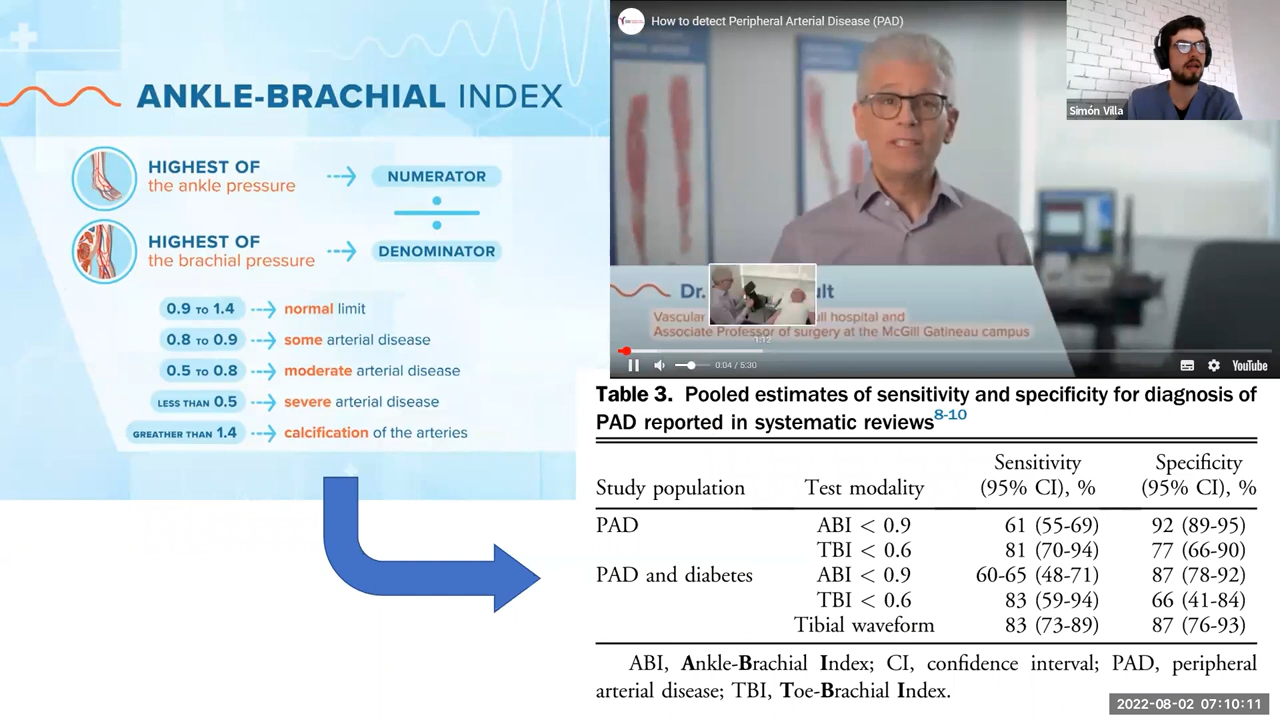 ANKLE-BRACHIAL INDEX
HIGHEST OF
the ankle pressure
NUMERATOR
HIGHEST OF
the brachial pressure
DENOMINATOR
0.9 TO 1.4 normal limit
0.8 TO 0.9 some arterial disease
0.5 TO 0.8 moderate arterial disease
LESS THAN 0.5 severe arterial disease
GREATHER THAN 1.4 calcification of the arteries
How to detect Peripheral Arterial Disease (PAD)
Simón Villa
Dr. ult
Vascular ll hospital and
Associate Professor of surgery at the McGill Gatineau campus
1:12
0:04 / 5:30
YouTube
Table 3. Pooled estimates of sensitivity and specificity for diagnosis of
PAD reported in systematic reviews8-10
Sensitivity Specificity
Study population Test modality (95% CI), % (95% CI), %
PAD ABI < 0.9 61 (55-69) 92 (89-95)
TBI < 0.6 81 (70-94) 77 (66-90)
PAD and diabetes ABI < 0.9 60-65 (48-71) 87 (78-92)
TBI < 0.6 83 (59-94) 66 (41-84)
Tibial waveform 83 (73-89) 87 (76-93)
ABI, Ankle-Brachial Index; CI, confidence interval; PAD, peripheral
arterial disease; TBI, Toe-Brachial Index.
2022-08-02 07:10:11